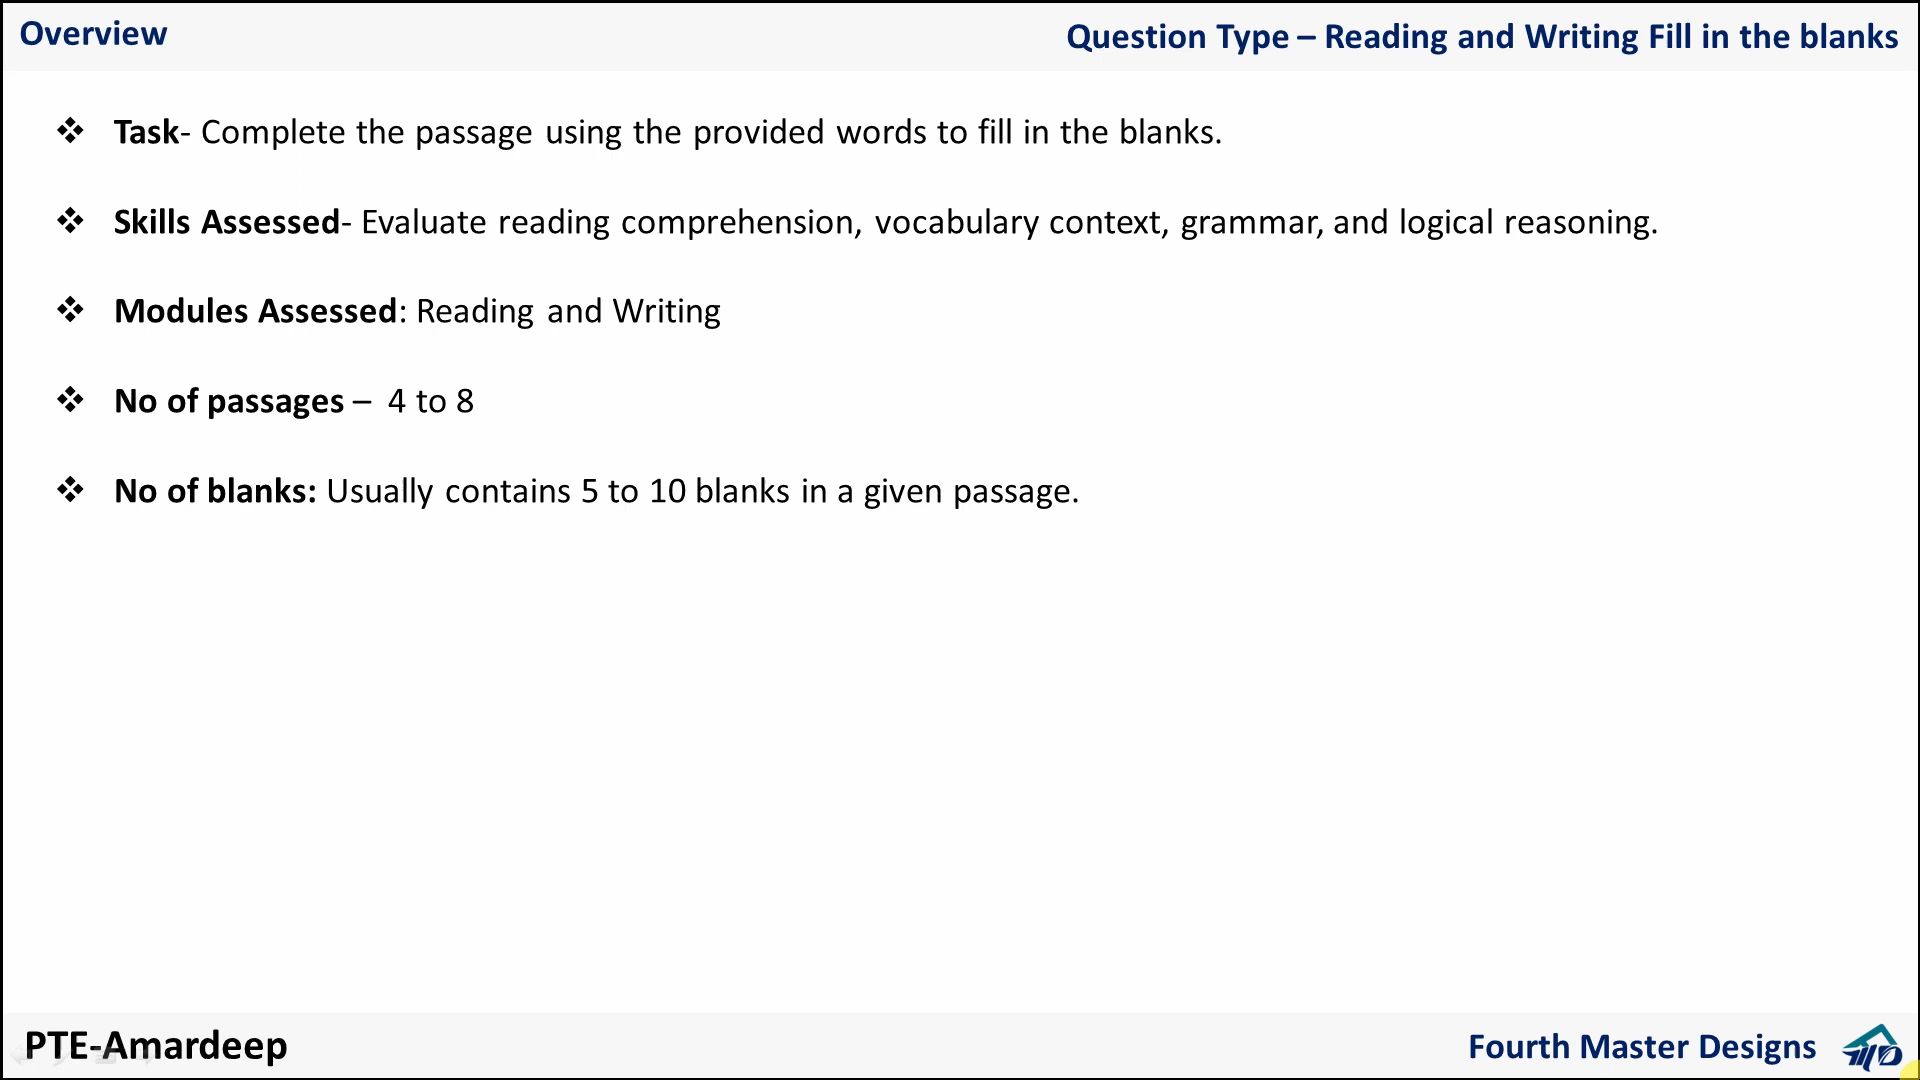 Overview
Question Type – Reading and Writing Fill in the blanks
❖ Task- Complete the passage using the provided words to fill in the blanks.
❖ Skills Assessed- Evaluate reading comprehension, vocabulary context, grammar, and logical reasoning.
❖ Modules Assessed: Reading and Writing
❖ No of passages – 4 to 8
❖ No of blanks: Usually contains 5 to 10 blanks in a given passage.
PTE-Amardeep
Fourth Master Designs